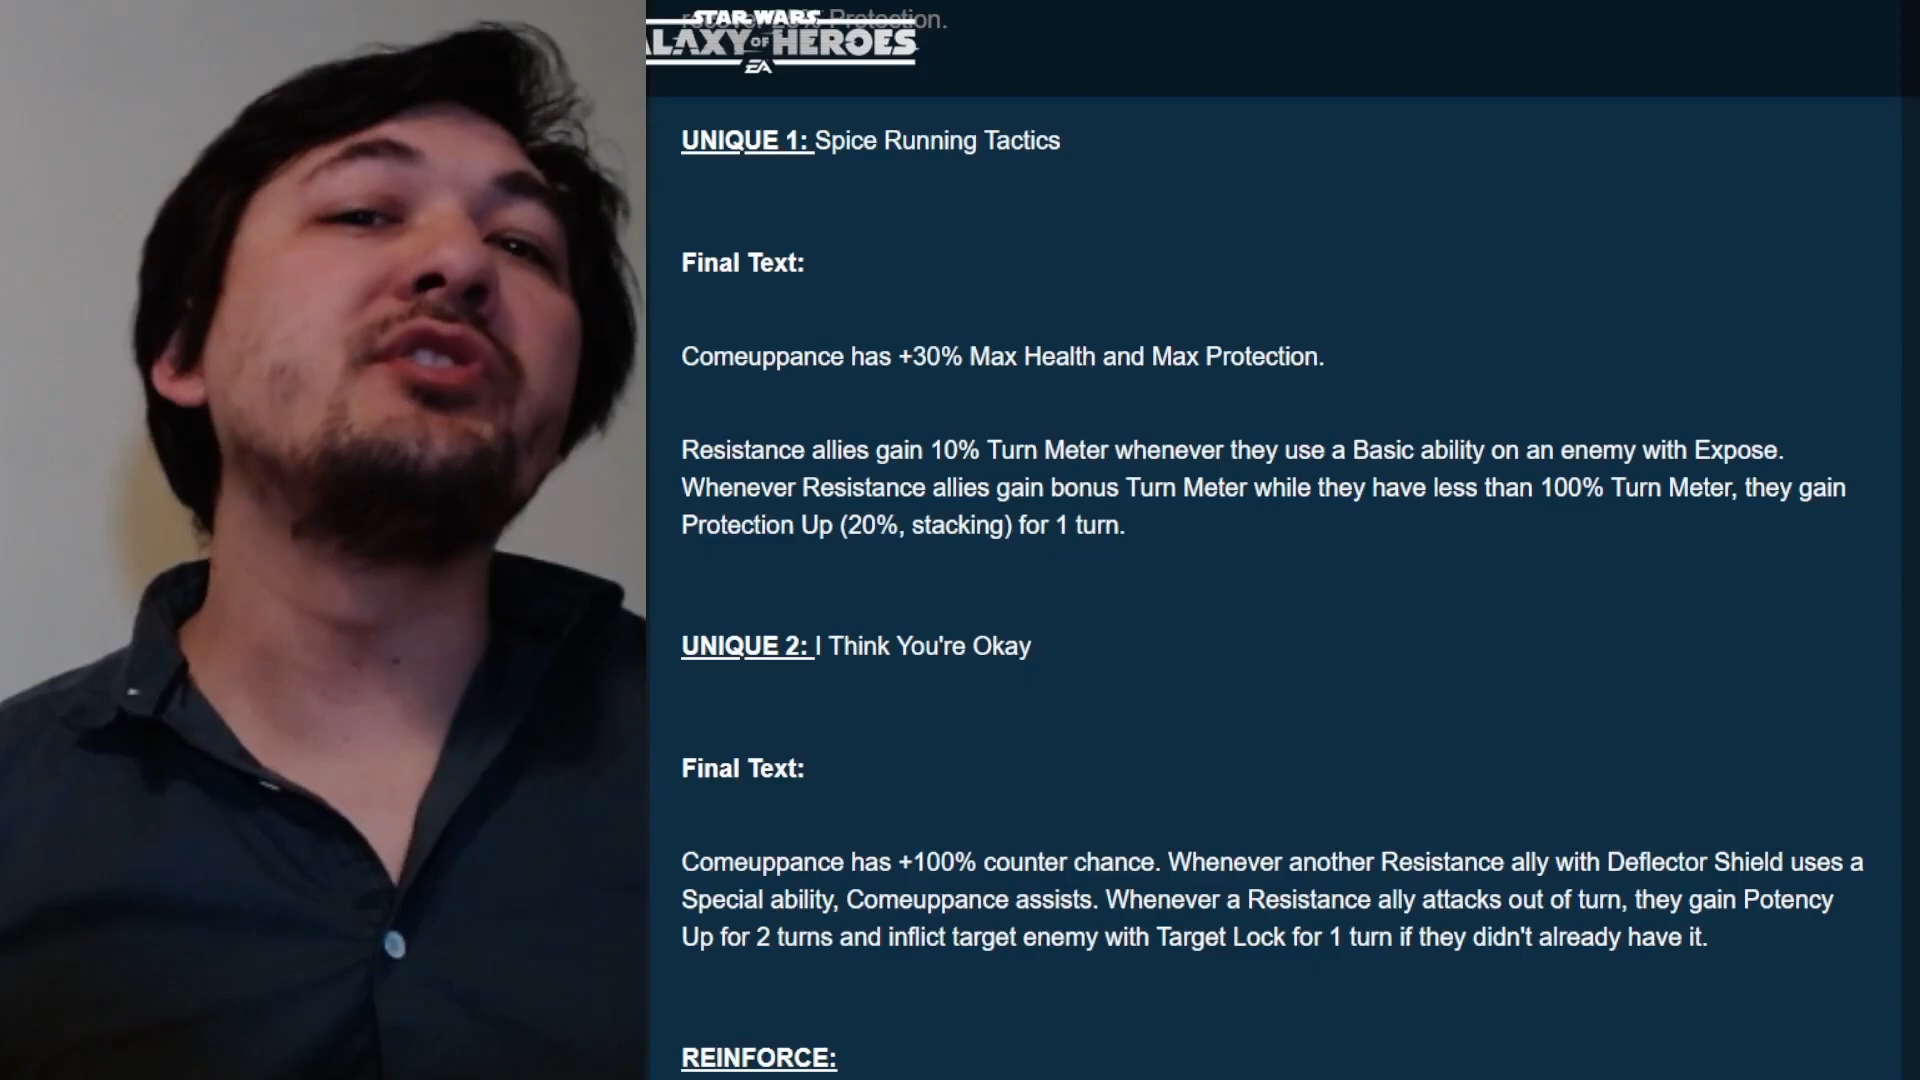 recover 20% Protection.
STAR WARS
GALAXY OF HEROES
EA
UNIQUE 1: Spice Running Tactics
Final Text:
Comeuppance has +30% Max Health and Max Protection.
Resistance allies gain 10% Turn Meter whenever they use a Basic ability on an enemy with Expose.
Whenever Resistance allies gain bonus Turn Meter while they have less than 100% Turn Meter, they gain
Protection Up (20%, stacking) for 1 turn.
UNIQUE 2: I Think You're Okay
Final Text:
Comeuppance has +100% counter chance. Whenever another Resistance ally with Deflector Shield uses a
Special ability, Comeuppance assists. Whenever a Resistance ally attacks out of turn, they gain Potency
Up for 2 turns and inflict target enemy with Target Lock for 1 turn if they didn't already have it.
REINFORCE: